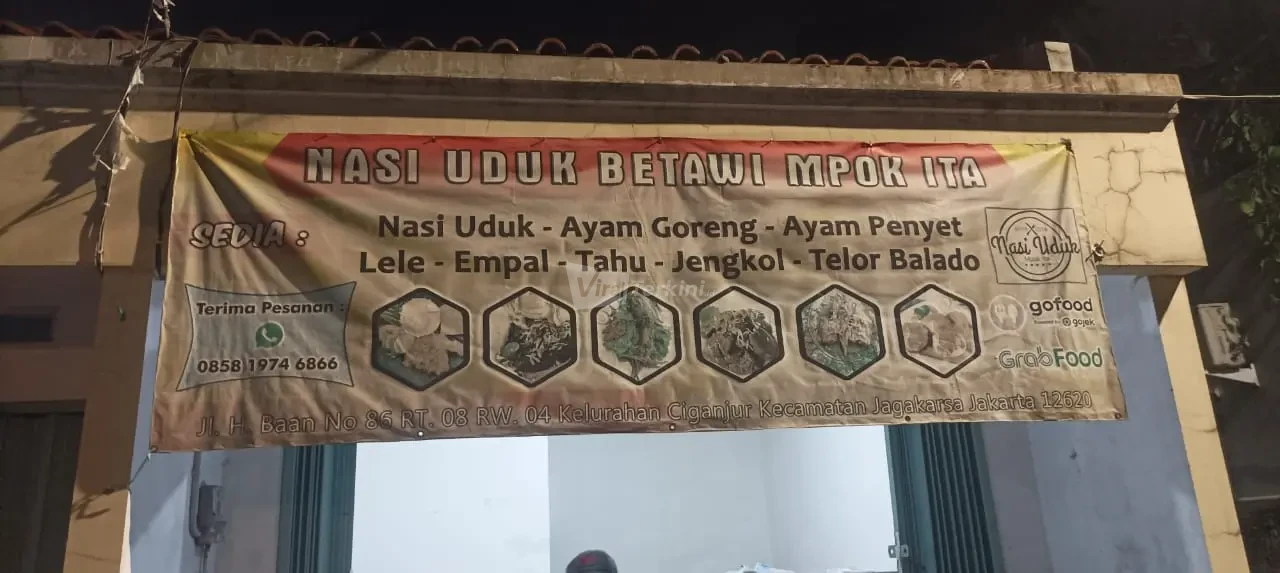 NASI UDUK BETAWI MPOK ITA
SEDIA :
Nasi Uduk - Ayam Goreng - Ayam Penyet
Lele - Empal - Tahu - Jengkol - Telor Balado
Nasi Uduk
Terima Pesanan :
0858 1974 6866
gofood
powered by gojek
GrabFood
Jl. H. Baan No 86 RT. 08 RW. 04 Kelurahan Ciganjur Kecamatan Jagakarsa Jakarta 12620